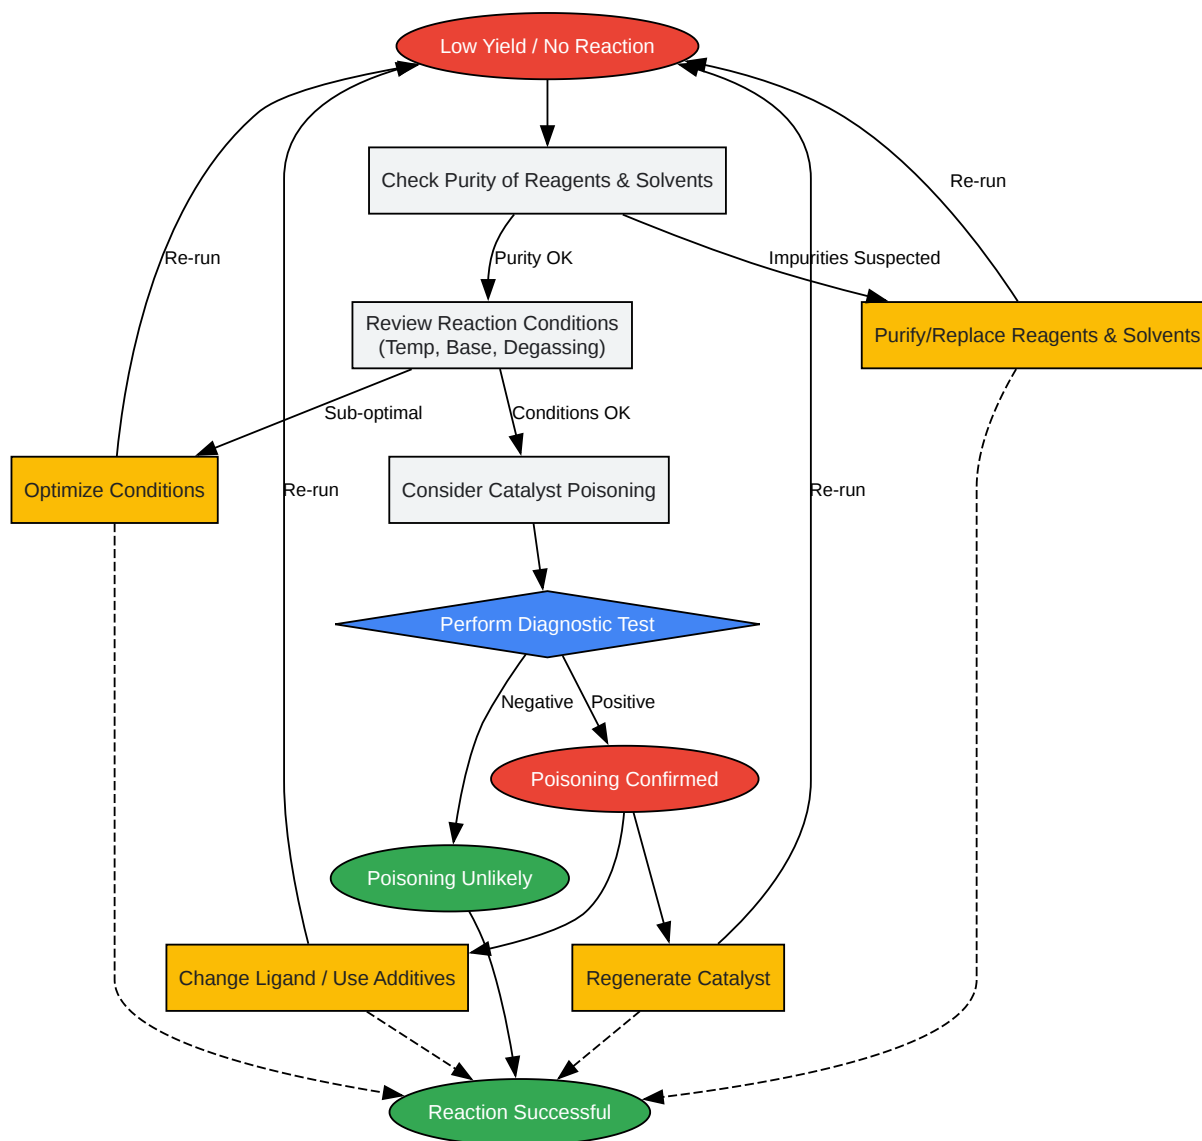 Low Yield / No Reaction
Check Purity of Reagents & Solvents
Re-run
Re-run
Purity OK
Impurities Suspected
Review Reaction Conditions
(Temp, Base, Degassing)
Purify/Replace Reagents & Solvents
Sub-optimal
Conditions OK
Optimize Conditions
Re-run
Consider Catalyst Poisoning
Re-run
Perform Diagnostic Test
Negative
Positive
Poisoning Confirmed
Poisoning Unlikely
Change Ligand / Use Additives
Regenerate Catalyst
Reaction Successful